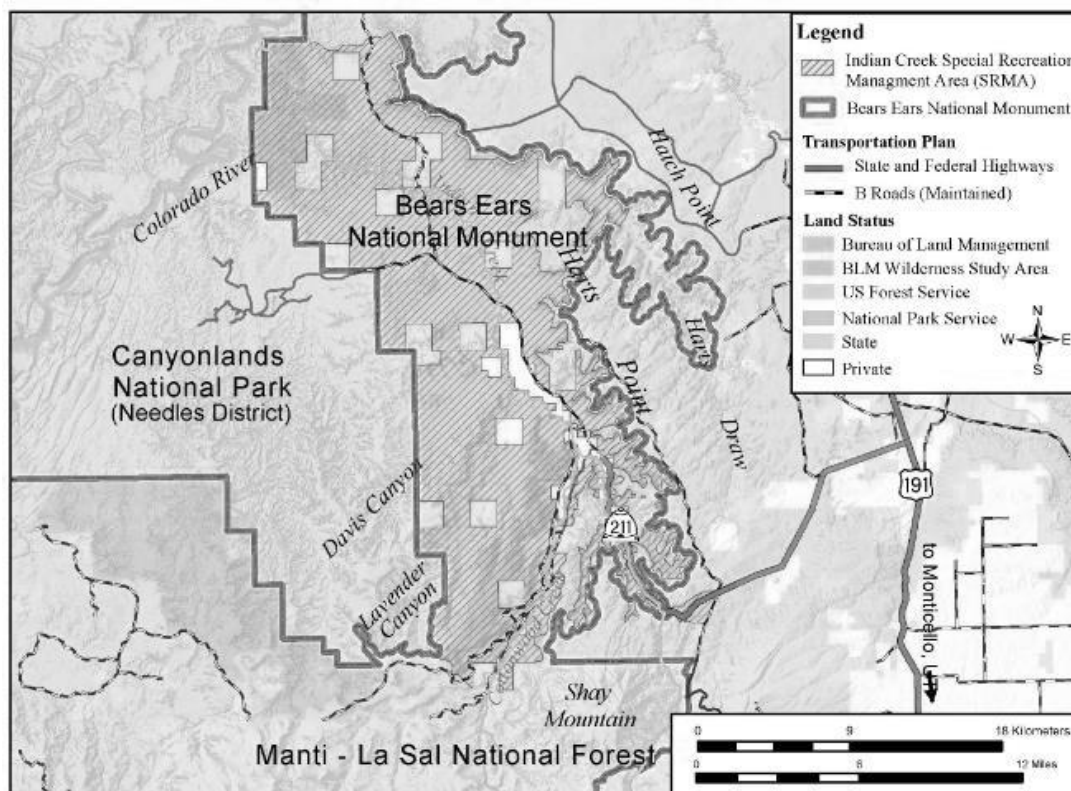 Legend
Indian Creek Special Recreation
Managment Area (SRMA)
Bears Ears National Monument
Transportation Plan
State and Federal Highways
B Roads (Maintained)
Land Status
Bureau of Land Management
BLM Wilderness Study Area
US Forest Service
National Park Service
State
Private
N
W E
S
Colorado River
Hatch Point
Bears Ears
National Monument
Harts
Point
Harts
Draw
Canyonlands
National Park
(Needles District)
Davis Canyon
Lavender
Canyon
211
191
to Monticello, UT
Shay
Mountain
Manti - La Sal National Forest
0 9 18 Kilometers
0 6 12 Miles